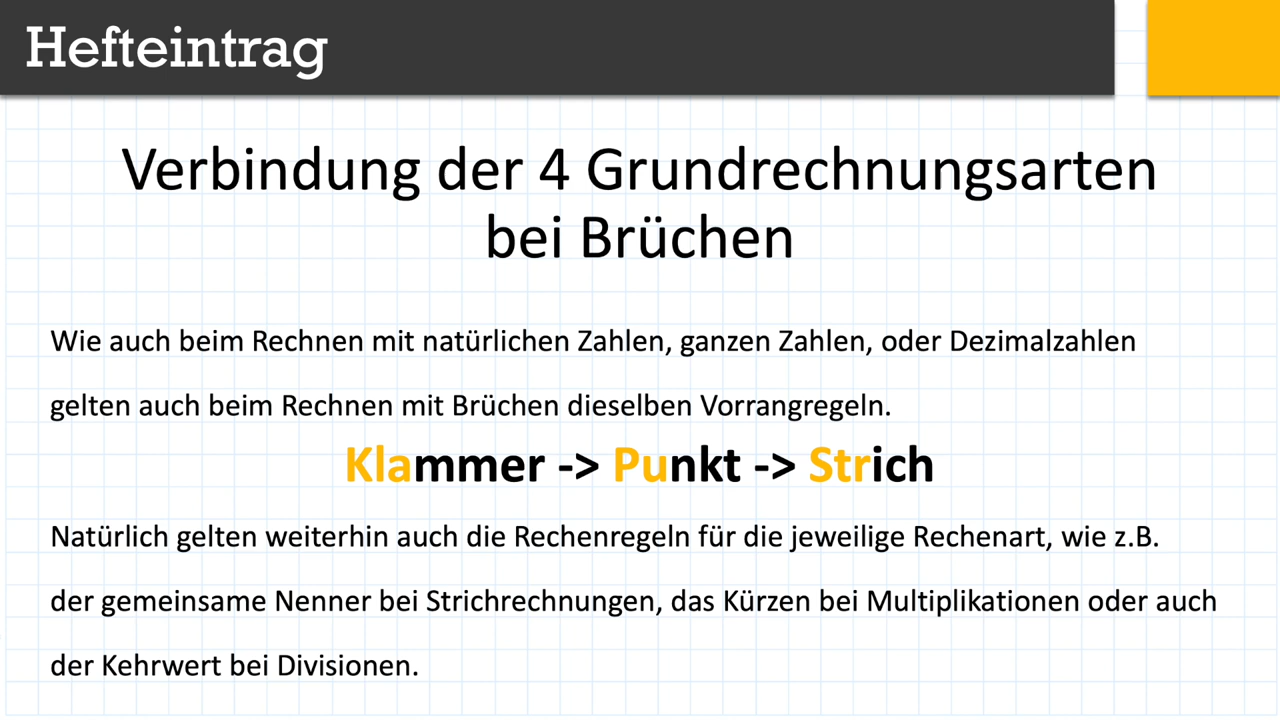 Hefteintrag
Verbindung der 4 Grundrechnungsarten
bei Brüchen
Wie auch beim Rechnen mit natürlichen Zahlen, ganzen Zahlen, oder Dezimalzahlen
gelten auch beim Rechnen mit Brüchen dieselben Vorrangregeln.
Klammer -> Punkt -> Strich
Natürlich gelten weiterhin auch die Rechenregeln für die jeweilige Rechenart, wie z.B.
der gemeinsame Nenner bei Strichrechnungen, das Kürzen bei Multiplikationen oder auch
der Kehrwert bei Divisionen.